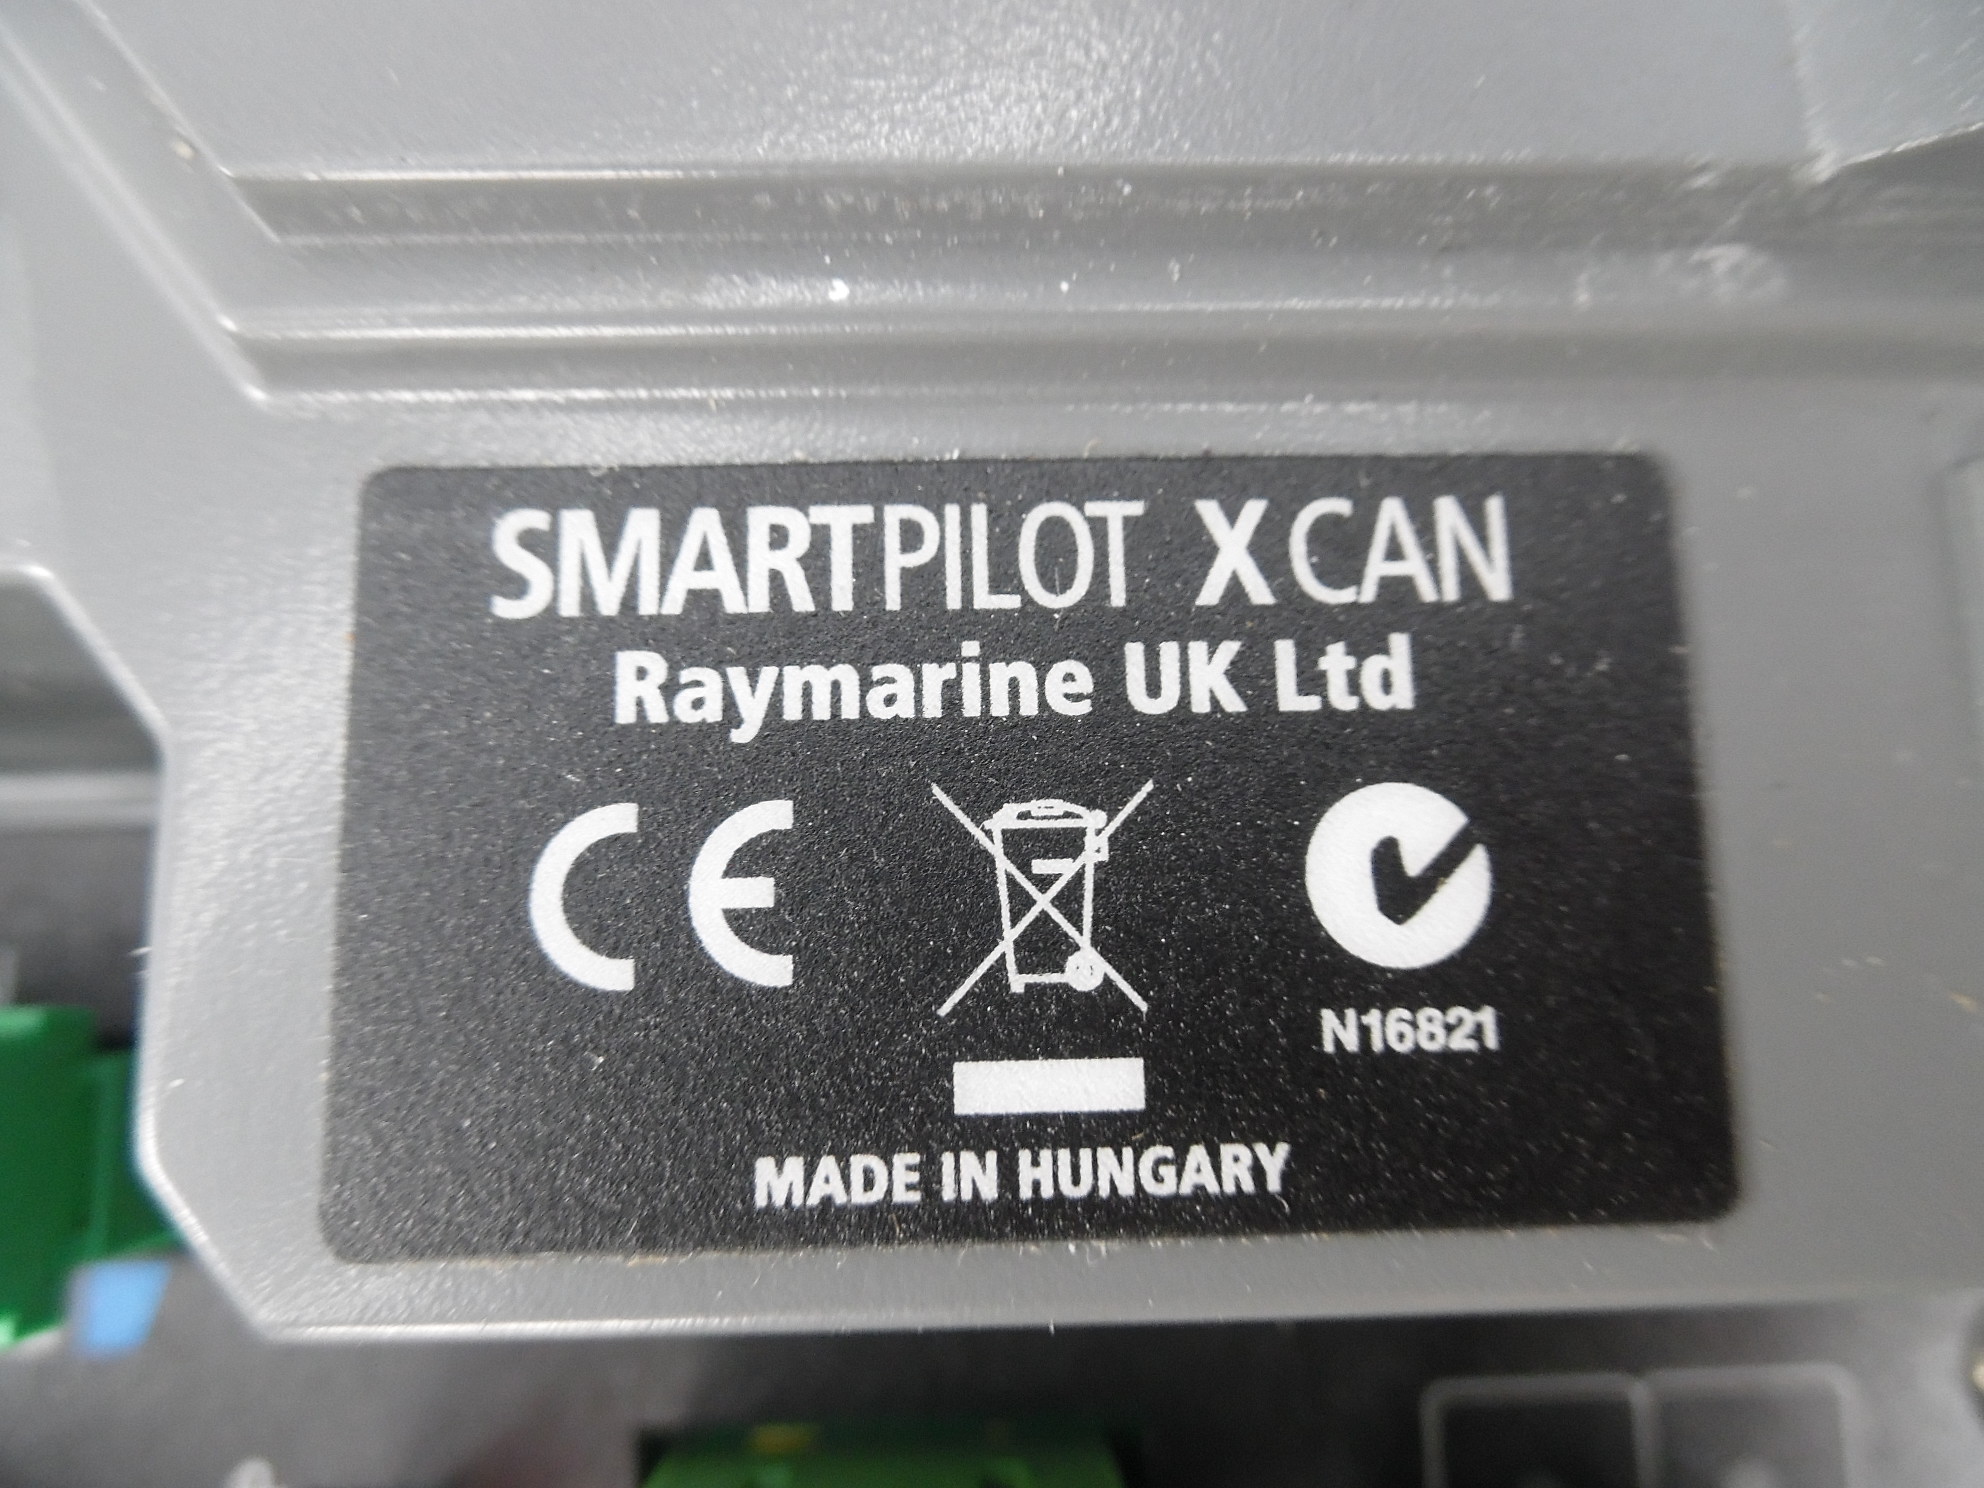 SMARTPILOT X CAN
Raymarine UK Ltd
CE
N16821
MADE IN HUNGARY